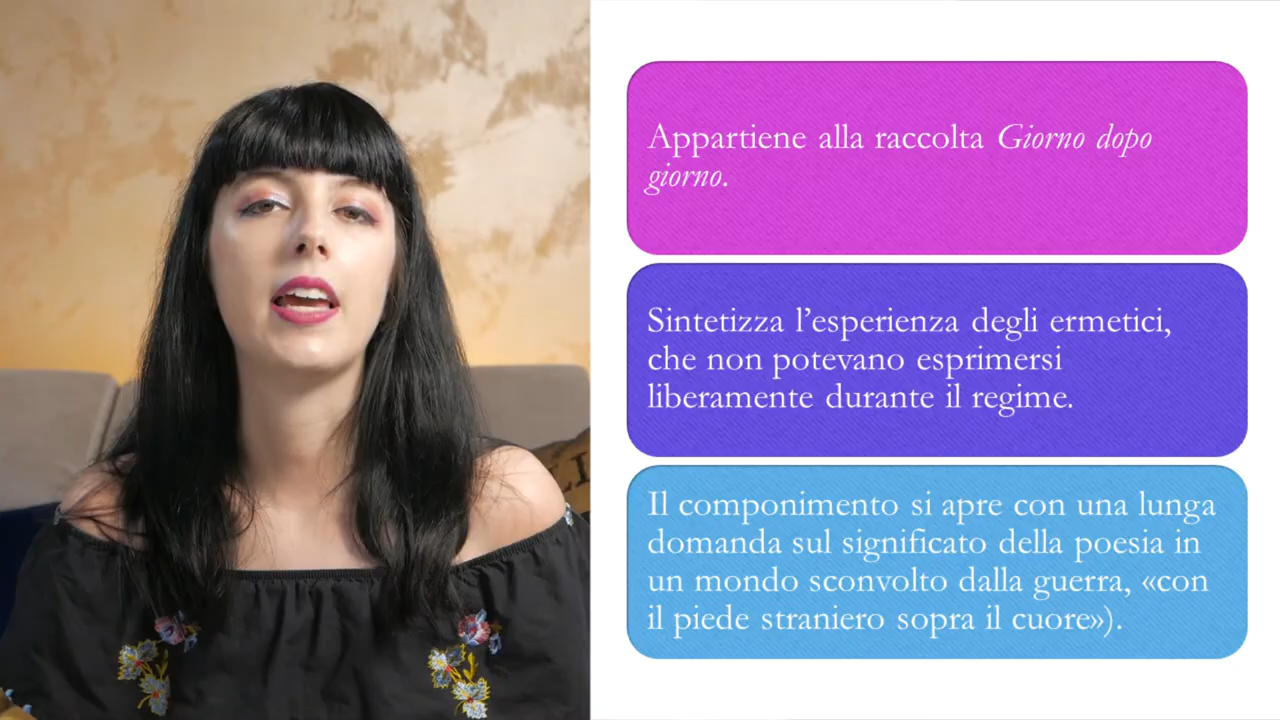 Appartiene alla raccolta Giorno dopo
giorno.
Sintetizza l’esperienza degli ermetici,
che non potevano esprimersi
liberamente durante il regime.
Il componimento si apre con una lunga
domanda sul significato della poesia in
un mondo sconvolto dalla guerra, «con
il piede straniero sopra il cuore»).